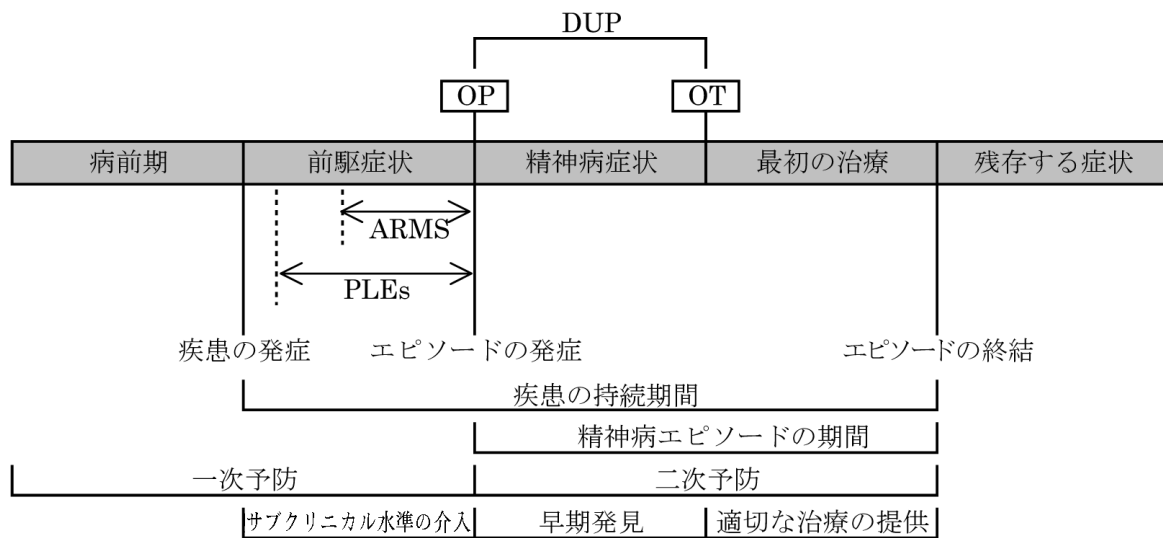 DUP
OP OT
病前期 前駆症状 精神病症状 最初の治療 残存する症状
ARMS
PLEs
疾患の発症 エピソードの発症 エピソードの終結
疾患の持続期間
精神病エピソードの期間
一次予防 二次予防
サブクリニカル水準の介入 早期発見 適切な治療の提供